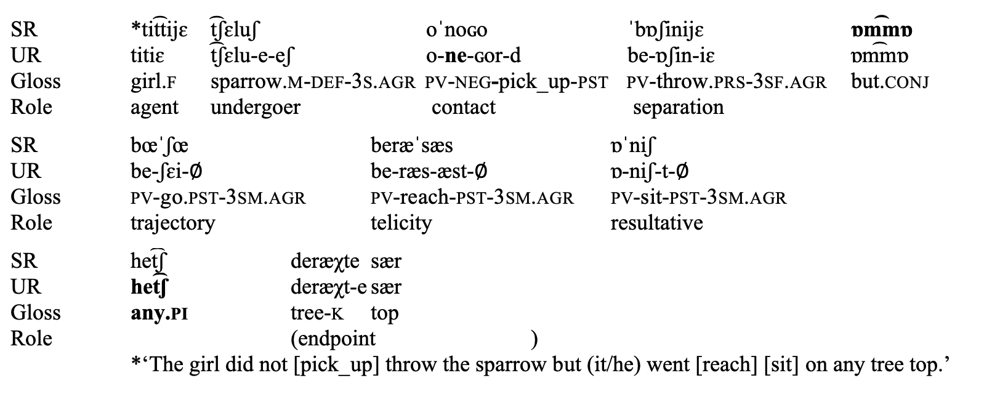 SR *tit͡tijɛ t͡ʃɛluʃ oˈnoɢo ˈbɒʃinijɛ ɒm͡mɒ
UR titiɛ t͡ʃɛlu-e-eʃ o-ne-ɢor-d be-ɒʃin-iɛ ɒm͡mɒ
Gloss girl.F sparrow.M-DEF-3S.AGR PV-NEG-pick_up-PST PV-throw.PRS-3SF.AGR but.CONJ
Role agent undergoer contact separation
SR bœˈʃœ beræˈsæs ɒˈniʃ
UR be-ʃɛi-Ø be-ræs-æst-Ø ɒ-niʃ-t-Ø
Gloss PV-go.PST-3SM.AGR PV-reach-PST-3SM.AGR PV-sit-PST-3SM.AGR
Role trajectory telicity resultative
SR het͡ʃ deræχte sær
UR het͡ʃ deræχt-e sær
Gloss any.PI tree-K top
Role (endpoint )
*‘The girl did not [pick_up] throw the sparrow but (it/he) went [reach] [sit] on any tree top.’